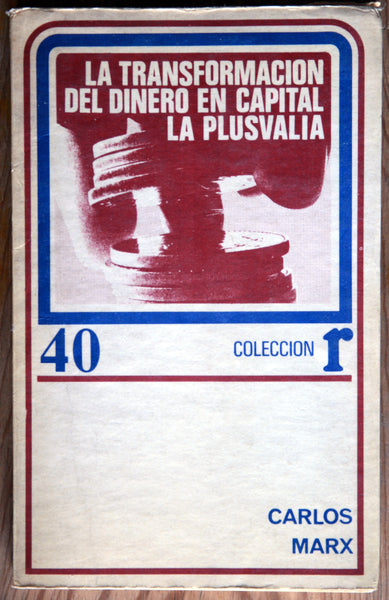 LA TRANSFORMACION
DEL DINERO EN CAPITAL
LA PLUSVALIA
40
COLECCION r
CARLOS
MARX